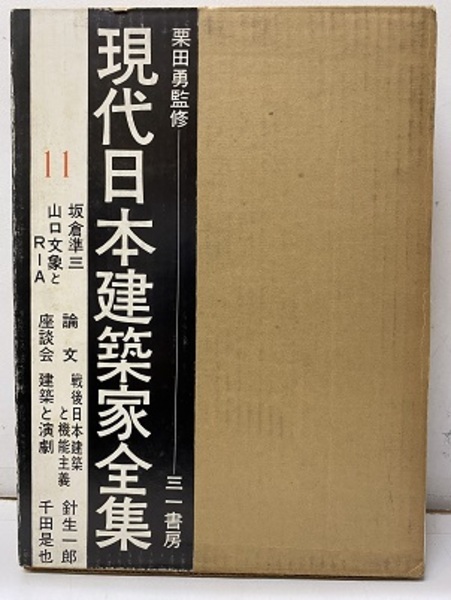 栗田勇監修
三一書房
現代日本建築家全集
11
坂倉準三
山口文象と
RIA
論文
戦後日本建築
と機能主義
針生一郎
座談会
建築と演劇
千田是也